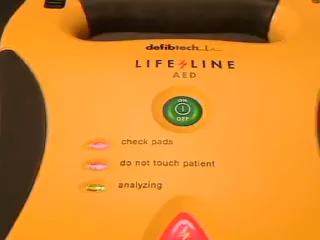 defibtech
LIFELINE
AED
ON
OFF
check pads
do not touch patient
analyzing